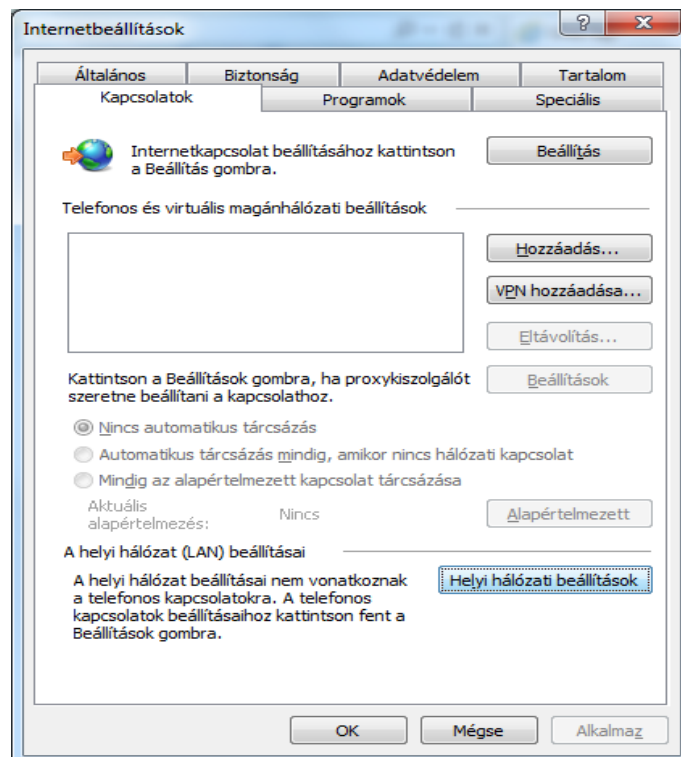 Internetbeállítások
Általános
Biztonság
Adatvédelem
Tartalom
Kapcsolatok
Programok
Speciális
Internetkapcsolat beállításához kattintson
a Beállítás gombra.
Beállítás
Telefonos és virtuális magánhálózati beállítások
Hozzáadás...
VPN hozzáadása...
Eltávolítás...
Kattintson a Beállítások gombra, ha proxykiszolgálót
szeretne beállítani a kapcsolathoz.
Beállítások
Nincs automatikus tárcsázás
Automatikus tárcsázás mindig, amikor nincs hálózati kapcsolat
Mindig az alapértelmezett kapcsolat tárcsázása
Aktuális
alapértelmezés:
Nincs
Alapértelmezett
A helyi hálózat (LAN) beállításai
A helyi hálózat beállításai nem vonatkoznak
a telefonos kapcsolatokra. A telefonos
kapcsolatok beállításaihoz kattintson fent a
Beállítások gombra.
Helyi hálózati beállítások
OK
Mégse
Alkalmaz